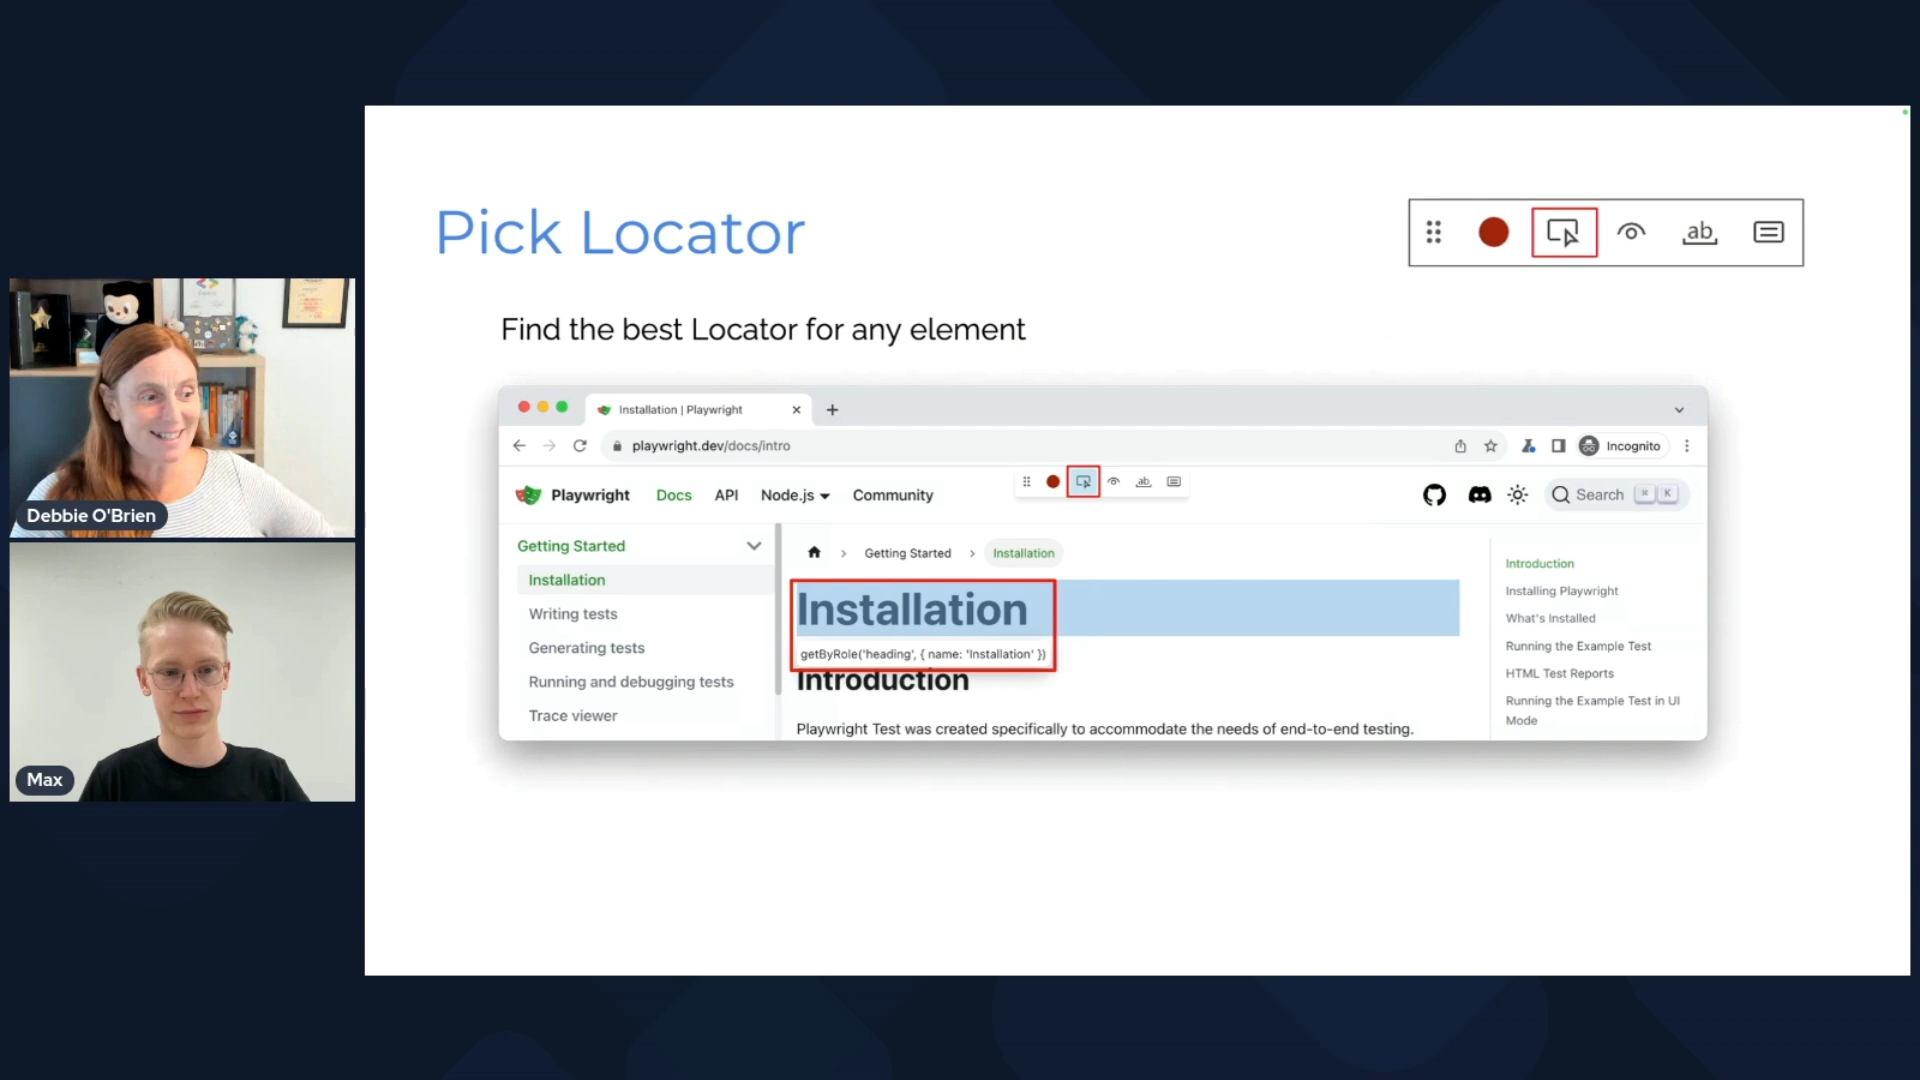 Pick Locator
ab
Find the best Locator for any element
Installation | Playwright
playwright.dev/docs/intro
Incognito
Playwright Docs API Node.js Community
ab
Search ⌘ K
Getting Started
Installation
Writing tests
Generating tests
Running and debugging tests
Trace viewer
Getting Started > Installation
Installation
getByRole('heading', { name: 'Installation' })
Introduction
Playwright Test was created specifically to accommodate the needs of end-to-end testing.
Introduction
Installing Playwright
What's Installed
Running the Example Test
HTML Test Reports
Running the Example Test in UI
Mode
Debbie O'Brien
Max